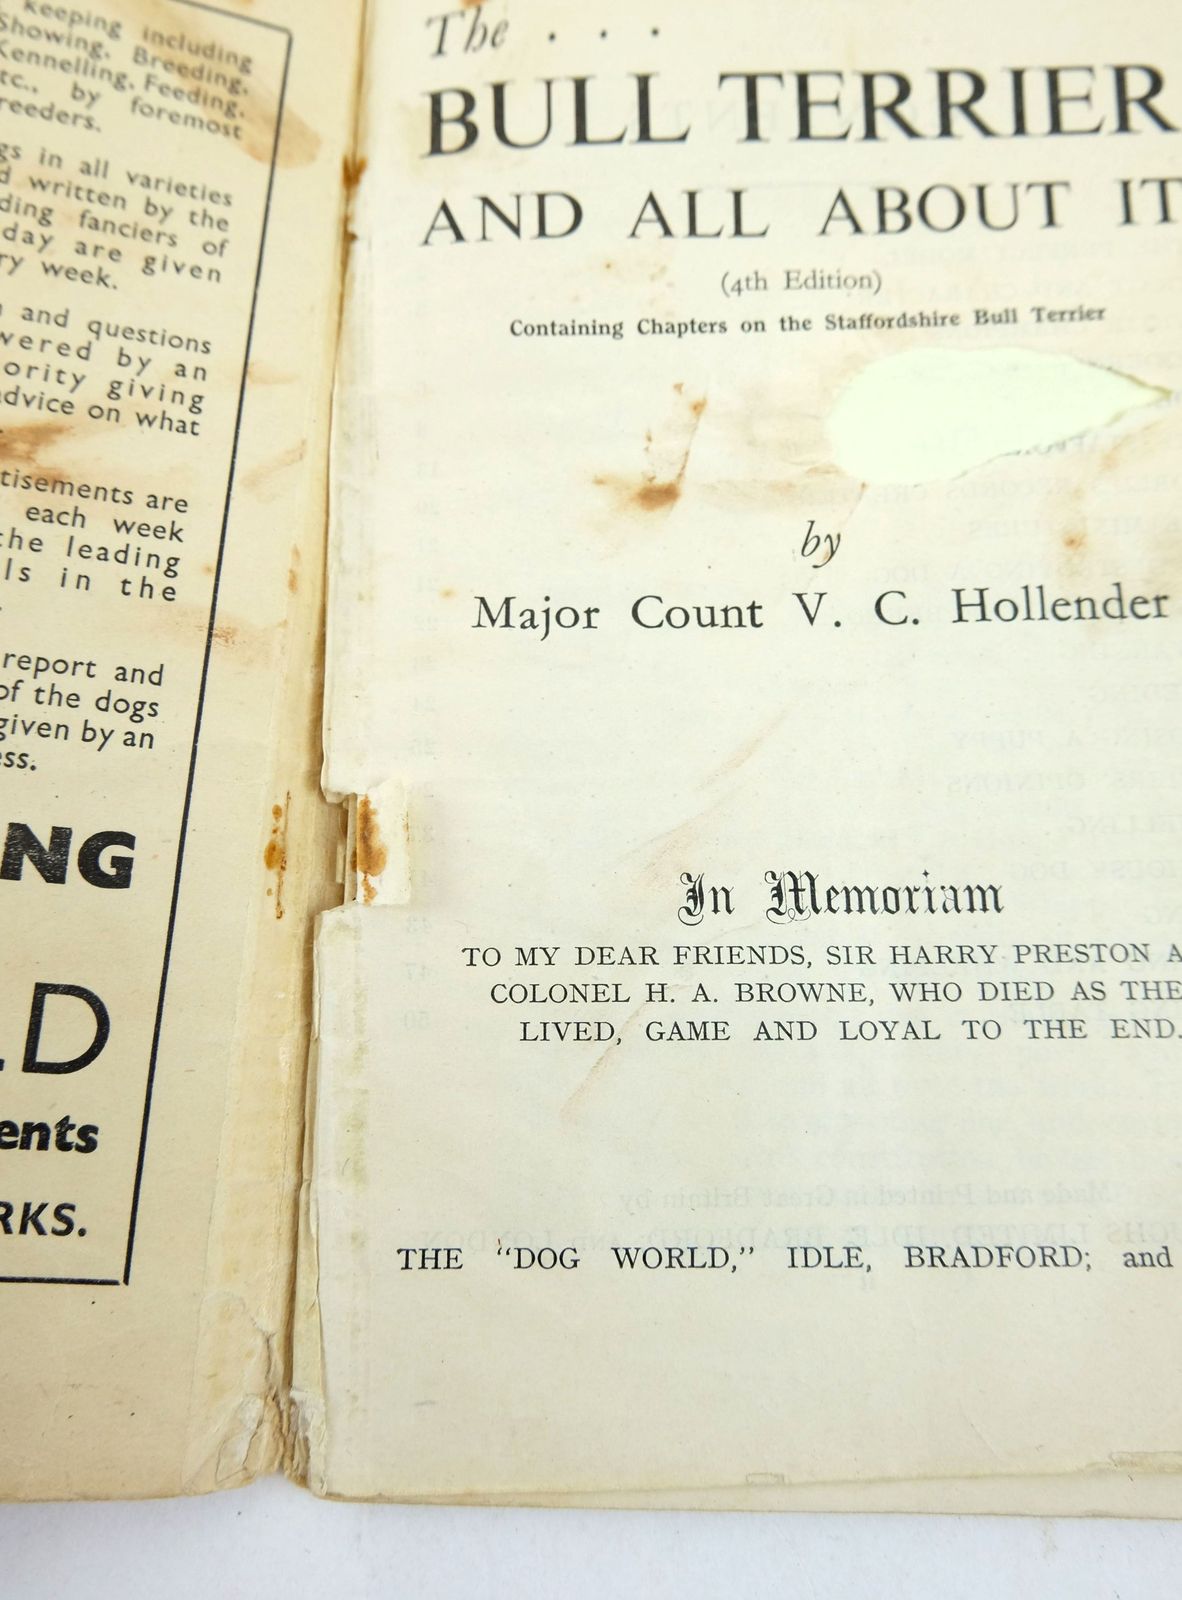 keeping including
Showing, Breeding,
Kennelling, Feeding,
tc., by foremost
reeders.
gs in all varieties
d written by the
ding fanciers of
day are given
ry week.
and questions
wered by an
ority giving
advice on what
tisements are
each week
the leading
ls in the
report and
of the dogs
given by an
ess.
NG
LD
ents
RKS.
The . . .
BULL TERRIER
AND ALL ABOUT IT
(4th Edition)
Containing Chapters on the Staffordshire Bull Terrier
by
Major Count V. C. Hollender
In Memoriam
TO MY DEAR FRIENDS, SIR HARRY PRESTON A
COLONEL H. A. BROWNE, WHO DIED AS THE
LIVED, GAME AND LOYAL TO THE END.
THE "DOG WORLD," IDLE, BRADFORD; and